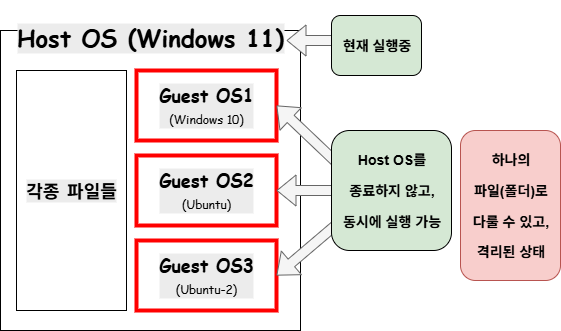 Host OS (Windows 11)
현재 실행중
각종 파일들
Guest OS1
(Windows 10)
Guest OS2
(Ubuntu)
Guest OS3
(Ubuntu-2)
Host OS를
종료하지 않고,
동시에 실행 가능
하나의
파일(폴더)로
다룰 수 있고,
격리된 상태